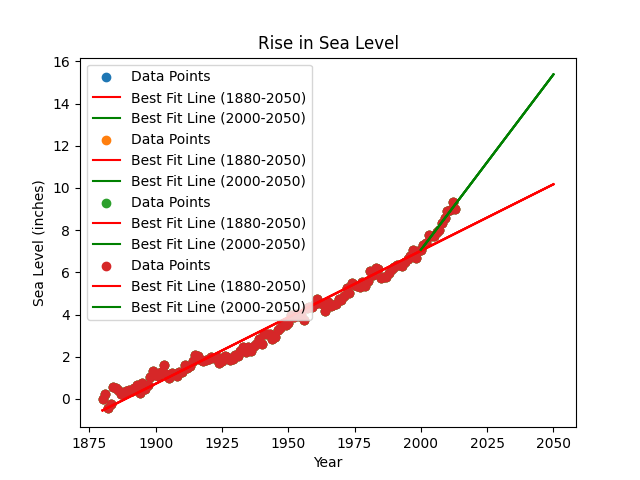 Rise in Sea Level
16
14
12
10
8
6
4
2
0
Sea Level (inches)
Data Points
Best Fit Line (1880-2050)
Best Fit Line (2000-2050)
Data Points
Best Fit Line (1880-2050)
Best Fit Line (2000-2050)
Data Points
Best Fit Line (1880-2050)
Best Fit Line (2000-2050)
Data Points
Best Fit Line (1880-2050)
Best Fit Line (2000-2050)
1875 1900 1925 1950 1975 2000 2025 2050
Year